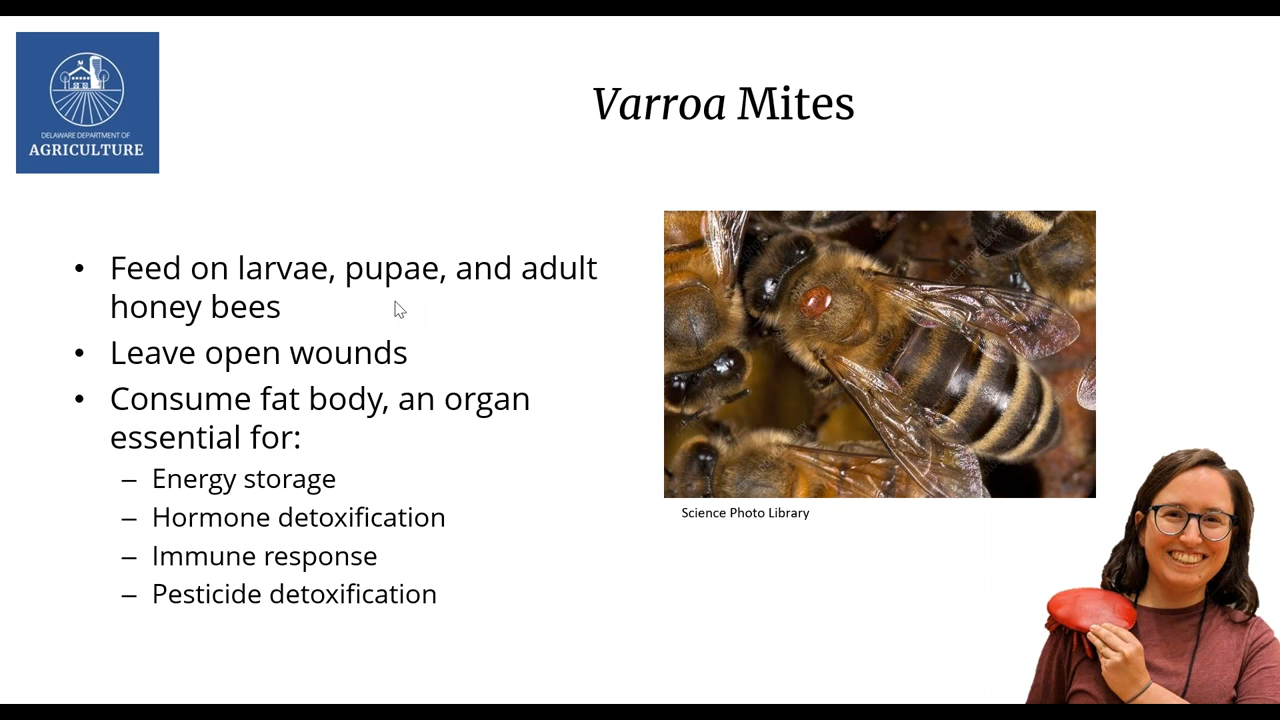 DELAWARE DEPARTMENT OF
AGRICULTURE
Varroa Mites
• Feed on larvae, pupae, and adult
honey bees
• Leave open wounds
• Consume fat body, an organ
essential for:
– Energy storage
– Hormone detoxification
– Immune response
– Pesticide detoxification
Science Photo Library